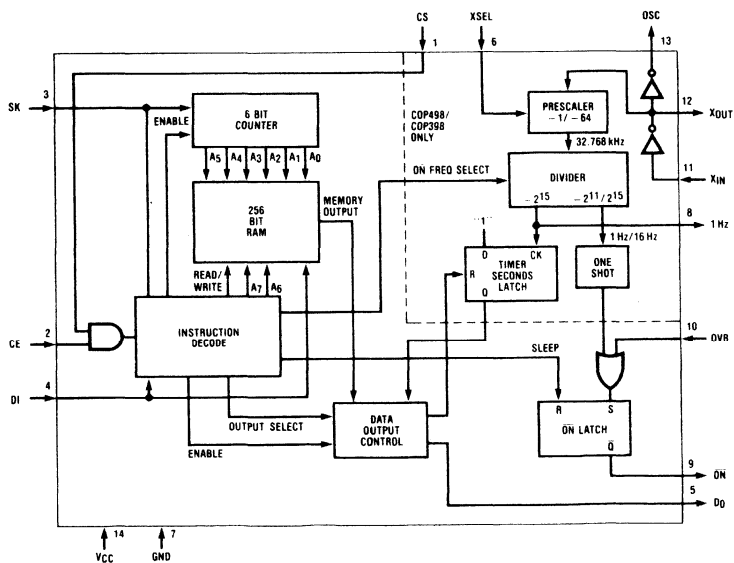 CS XSEL OSC
1 6 13
SK 3
6 BIT
COUNTER
ENABLE
A5 A4 A3 A2 A1 A0
COP498/
COP398
ONLY
PRESCALER
–1/–64
12 XOUT
32.768 kHz
11 XIN
ŌN FREQ SELECT
DIVIDER
–2^15 –2^11/2^15
MEMORY
OUTPUT
256
BIT
RAM
8 1 Hz
1 Hz/16 Hz
"1"
D CK
R TIMER
SECONDS
LATCH
Q
ONE
SHOT
READ/
WRITE
A7 A6
INSTRUCTION
DECODE
CE 2
DI 4
10 OVR
SLEEP
R S
ŌN LATCH
Q̄
OUTPUT SELECT
ENABLE
DATA
OUTPUT
CONTROL
9 ŌN̄
5 DO
14 7
VCC GND